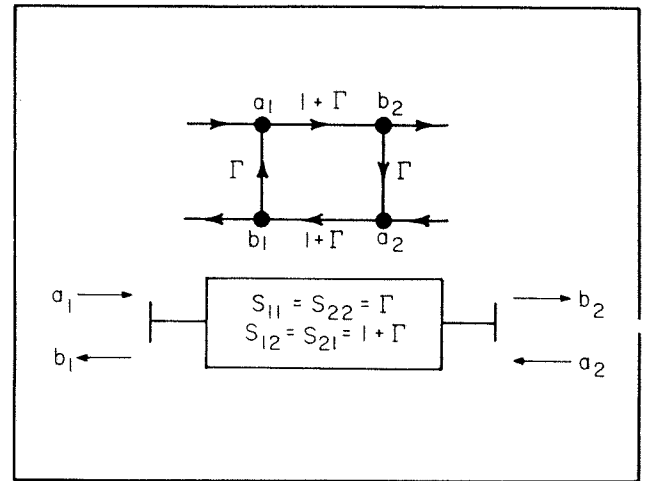 a₁ 1 + Γ b₂
Γ Γ
b₁ 1+Γ a₂
a₁ S₁₁ = S₂₂ = Γ b₂
b₁ S₁₂ = S₂₁ = 1 + Γ a₂